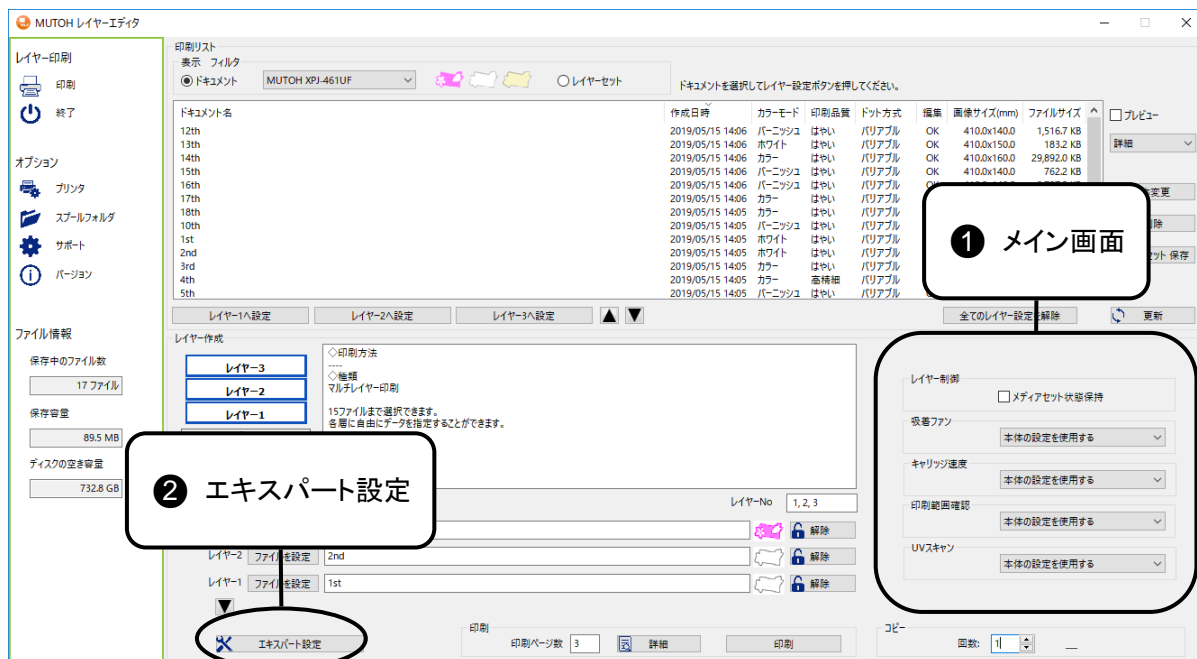 MUTOH レイヤーエディタ
レイヤー印刷
印刷
終了
オプション
プリンタ
スプールフォルダ
サポート
バージョン
ファイル情報
保存中のファイル数
17 ファイル
保存容量
89.5 MB
ディスクの空き容量
732.8 GB
印刷リスト
表示 フィルタ
ドキュメント
MUTOH XPJ-461UF
レイヤーセット
ドキュメントを選択してレイヤー設定ボタンを押してください。
ドキュメント名 作成日時 カラーモード 印刷品質 ドット方式 編集 画像サイズ(mm) ファイルサイズ
12th 2019/05/15 14:06 バーニッシュ はやい バリアブル OK 410.0x140.0 1,516.7 KB
13th 2019/05/15 14:06 ホワイト はやい バリアブル OK 410.0x150.0 183.2 KB
14th 2019/05/15 14:06 カラー はやい バリアブル OK 410.0x160.0 29,892.0 KB
15th 2019/05/15 14:06 バーニッシュ はやい バリアブル OK 410.0x140.0 762.2 KB
16th 2019/05/15 14:06 バーニッシュ はやい バリアブル
17th 2019/05/15 14:06 カラー はやい バリアブル
18th 2019/05/15 14:05 カラー はやい バリアブル
10th 2019/05/15 14:05 バーニッシュ はやい バリアブル
1st 2019/05/15 14:05 ホワイト はやい バリアブル
2nd 2019/05/15 14:05 ホワイト はやい バリアブル
3rd 2019/05/15 14:05 カラー はやい バリアブル
4th 2019/05/15 14:05 カラー 高精細 バリアブル
5th 2019/05/15 14:05 バーニッシュ はやい バリアブル
プレビュー
詳細
変更
除
セット 保存
❶ メイン画面
レイヤー1へ設定
レイヤー2へ設定
レイヤー3へ設定
全てのレイヤー設定を解除
更新
レイヤー作成
レイヤー3
レイヤー2
レイヤー1
◇印刷方法
----
◇種類
マルチレイヤー印刷
15ファイルまで選択できます。
各層に自由にデータを指定することができます。
❷ エキスパート設定
レイヤーNo 1, 2, 3
解除
レイヤー2 ファイルを設定 2nd 解除
レイヤー1 ファイルを設定 1st 解除
エキスパート設定
印刷
印刷ページ数 3 詳細 印刷
レイヤー制御
メディアセット状態保持
吸着ファン
本体の設定を使用する
キャリッジ速度
本体の設定を使用する
印刷範囲確認
本体の設定を使用する
UVスキャン
本体の設定を使用する
コピー
回数: 1